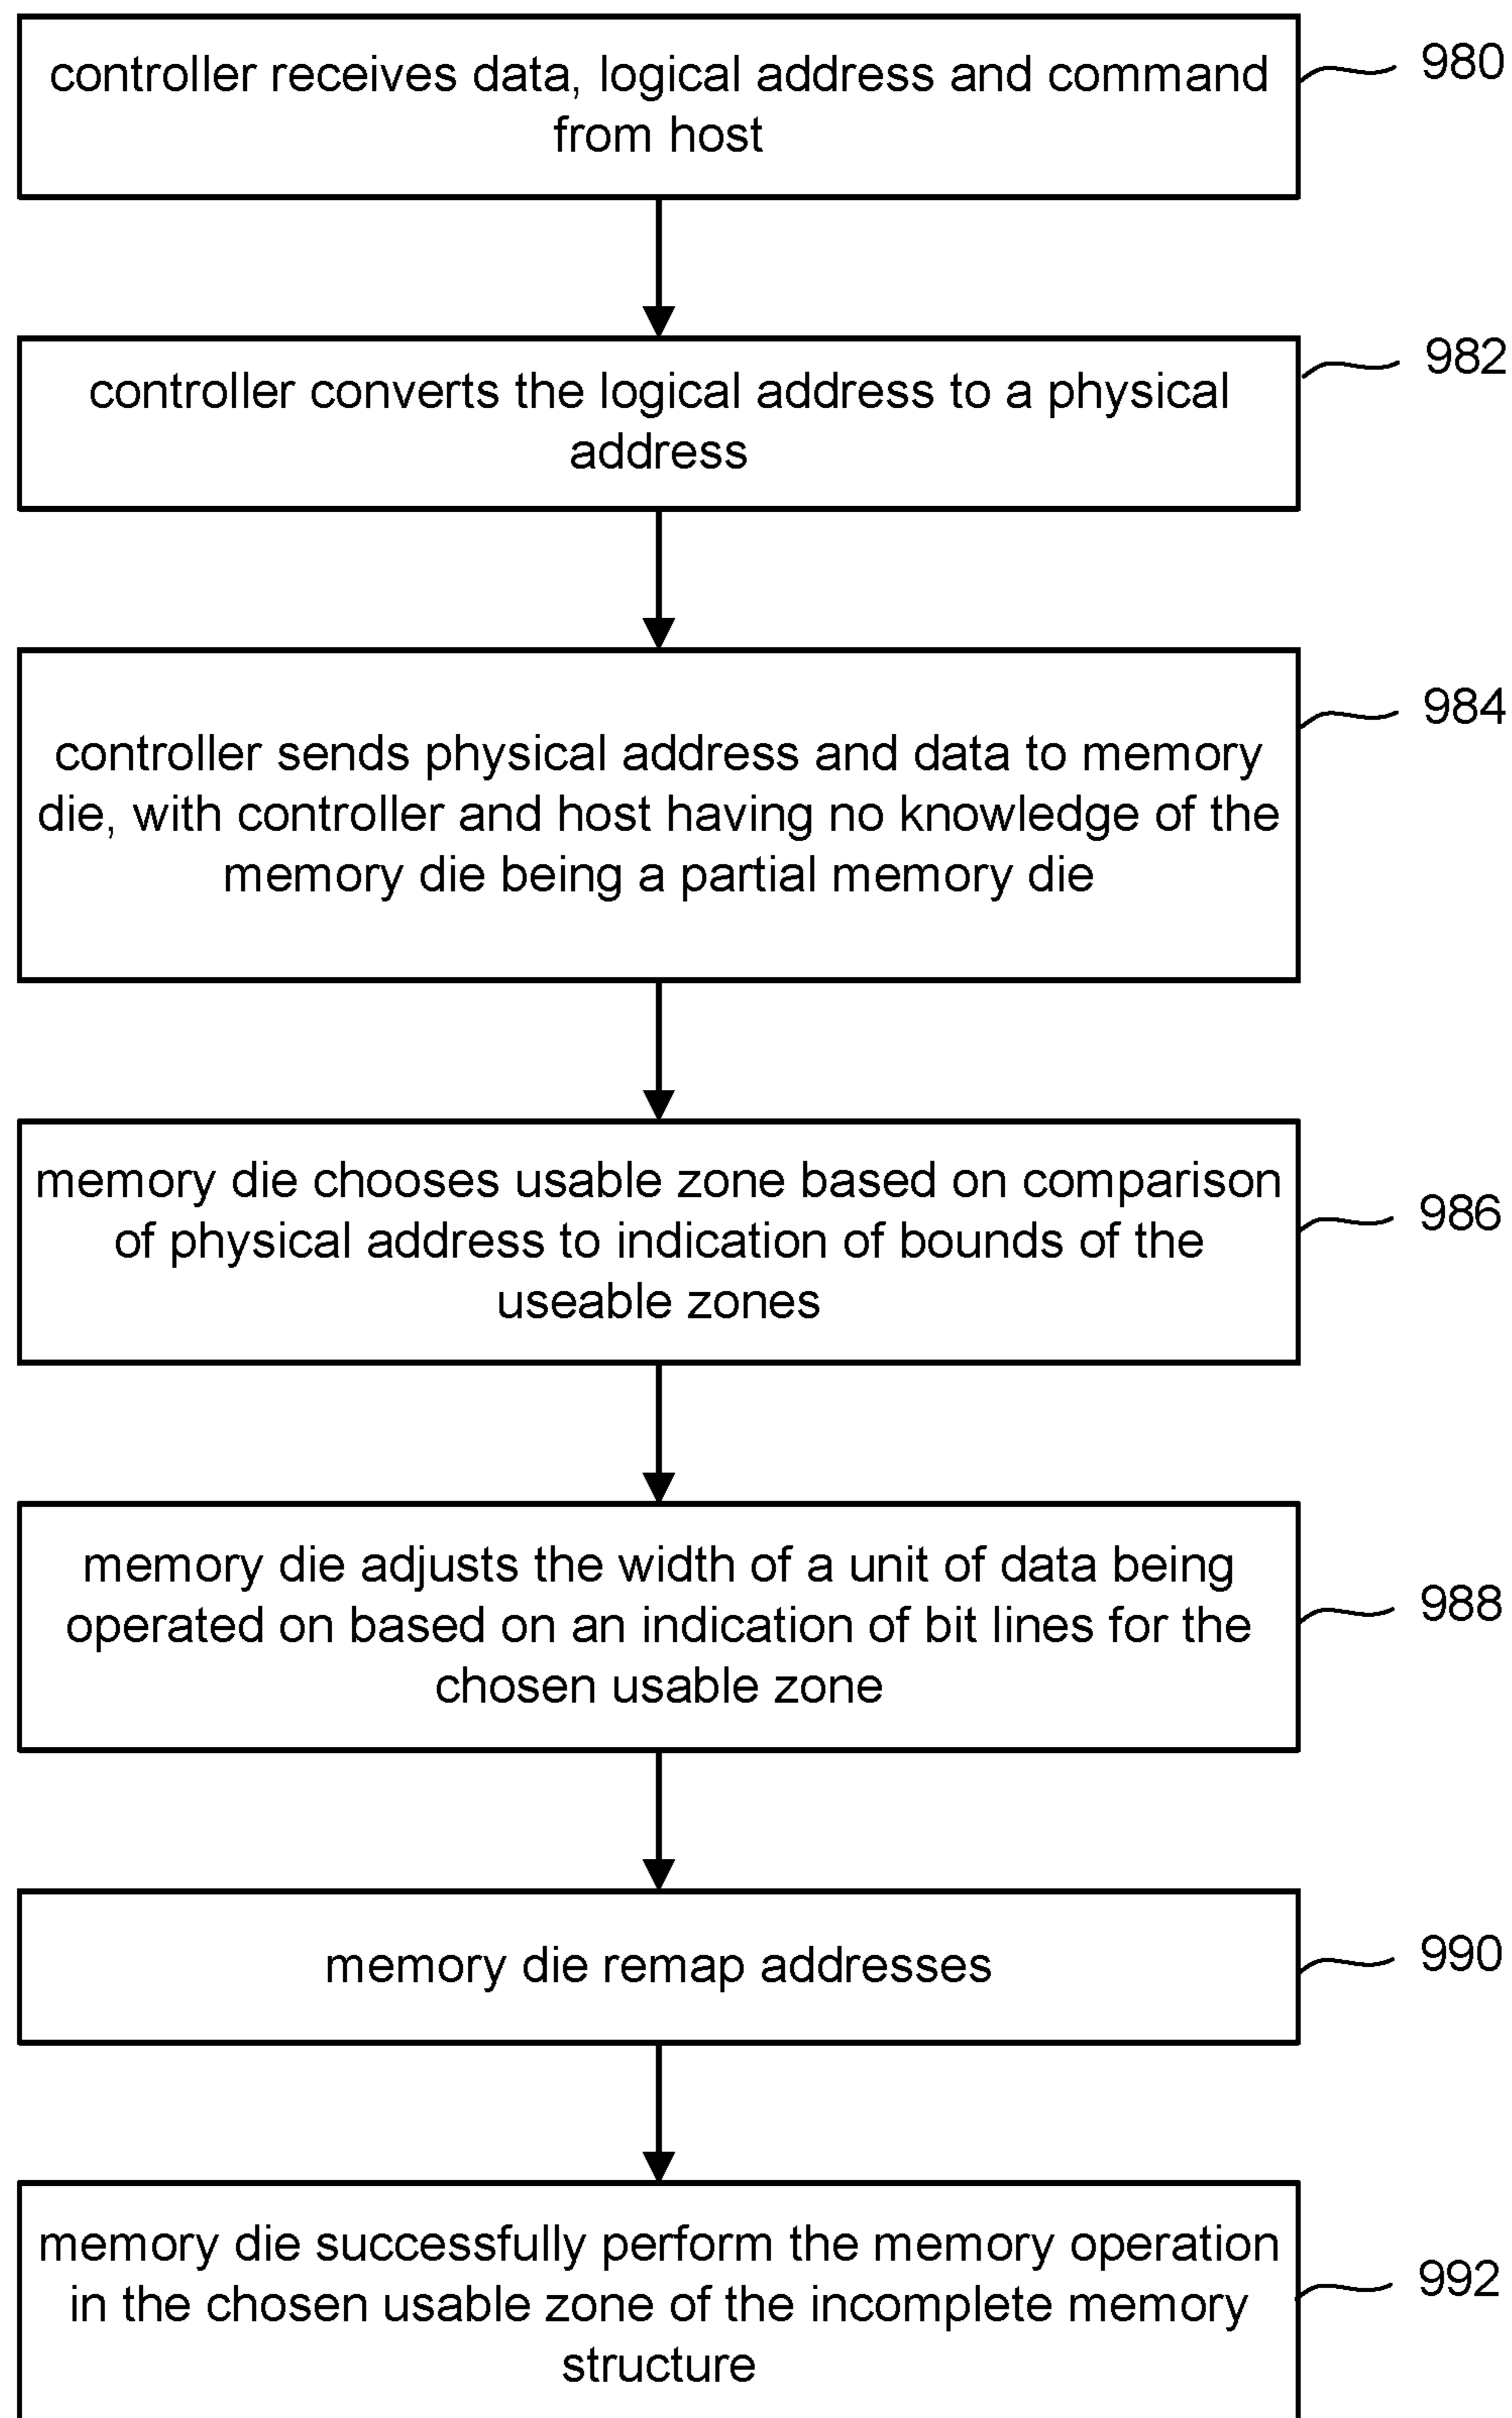 controller receives data, logical address and command
from host
980
controller converts the logical address to a physical
address
982
controller sends physical address and data to memory
die, with controller and host having no knowledge of the
memory die being a partial memory die
984
memory die chooses usable zone based on comparison
of physical address to indication of bounds of the
useable zones
986
memory die adjusts the width of a unit of data being
operated on based on an indication of bit lines for the
chosen usable zone
988
memory die remap addresses
990
memory die successfully perform the memory operation
in the chosen usable zone of the incomplete memory
structure
992